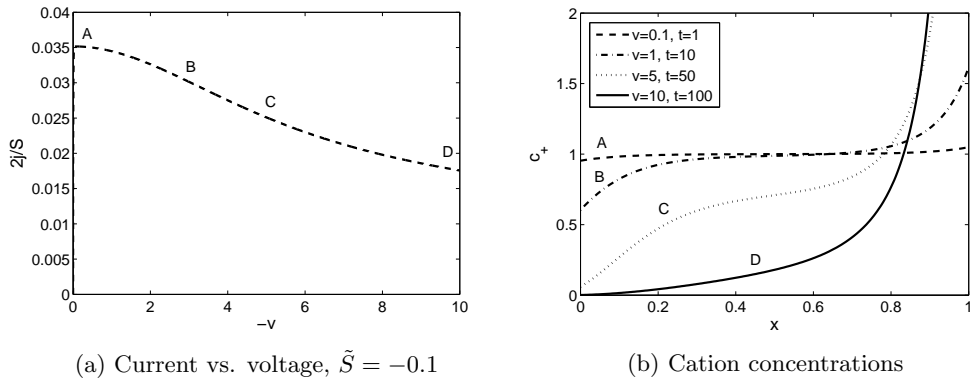 0.04
0.035
0.03
0.025
0.02
0.015
0.01
0.005
0
2j/S
A
B
C
D
0 2 4 6 8 10
−v
(a) Current vs. voltage, S̃ = −0.1
2
1.5
1
0.5
0
c₊
v=0.1, t=1
v=1, t=10
v=5, t=50
v=10, t=100
A
B
C
D
0 0.2 0.4 0.6 0.8 1
x
(b) Cation concentrations